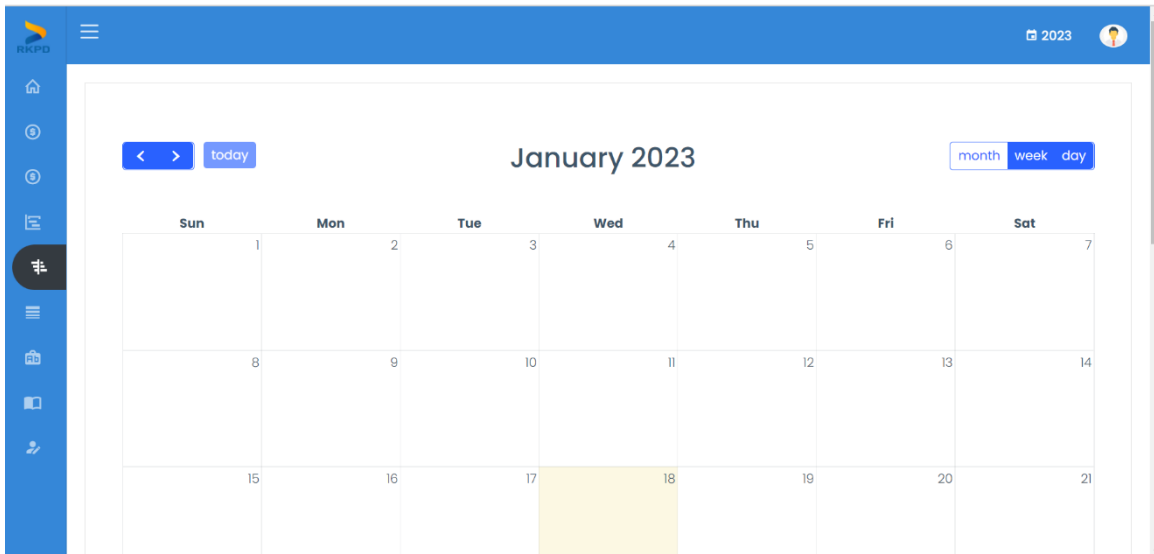 RKPD
2023
today
January 2023
month week day
Sun Mon Tue Wed Thu Fri Sat
1 2 3 4 5 6 7
8 9 10 11 12 13 14
15 16 17 18 19 20 21